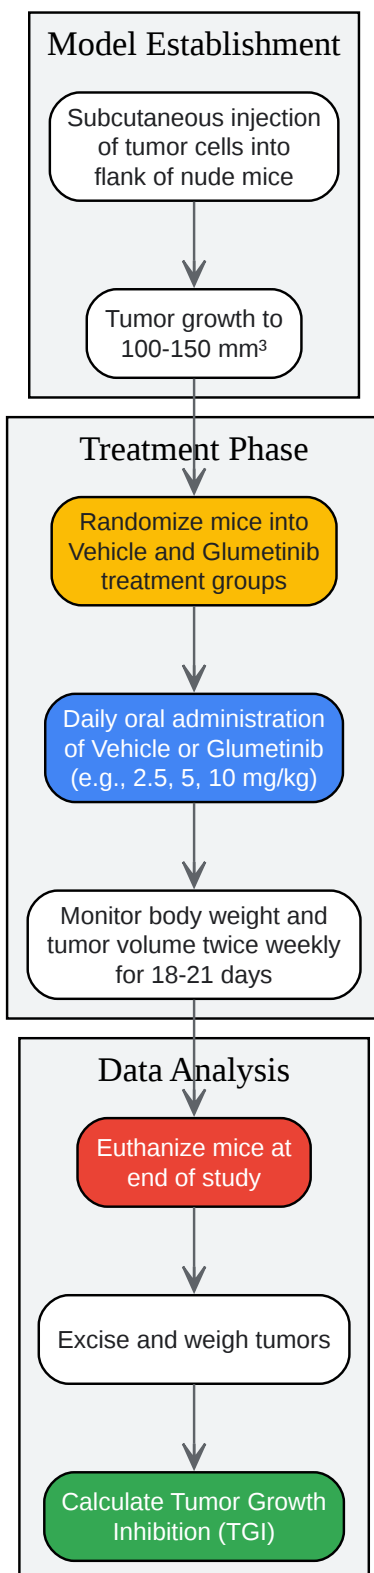 Model Establishment
Subcutaneous injection
of tumor cells into
flank of nude mice
Tumor growth to
100-150 mm³
Treatment Phase
Randomize mice into
Vehicle and Glumetinib
treatment groups
Daily oral administration
of Vehicle or Glumetinib
(e.g., 2.5, 5, 10 mg/kg)
Monitor body weight and
tumor volume twice weekly
for 18-21 days
Data Analysis
Euthanize mice at
end of study
Excise and weigh tumors
Calculate Tumor Growth
Inhibition (TGI)